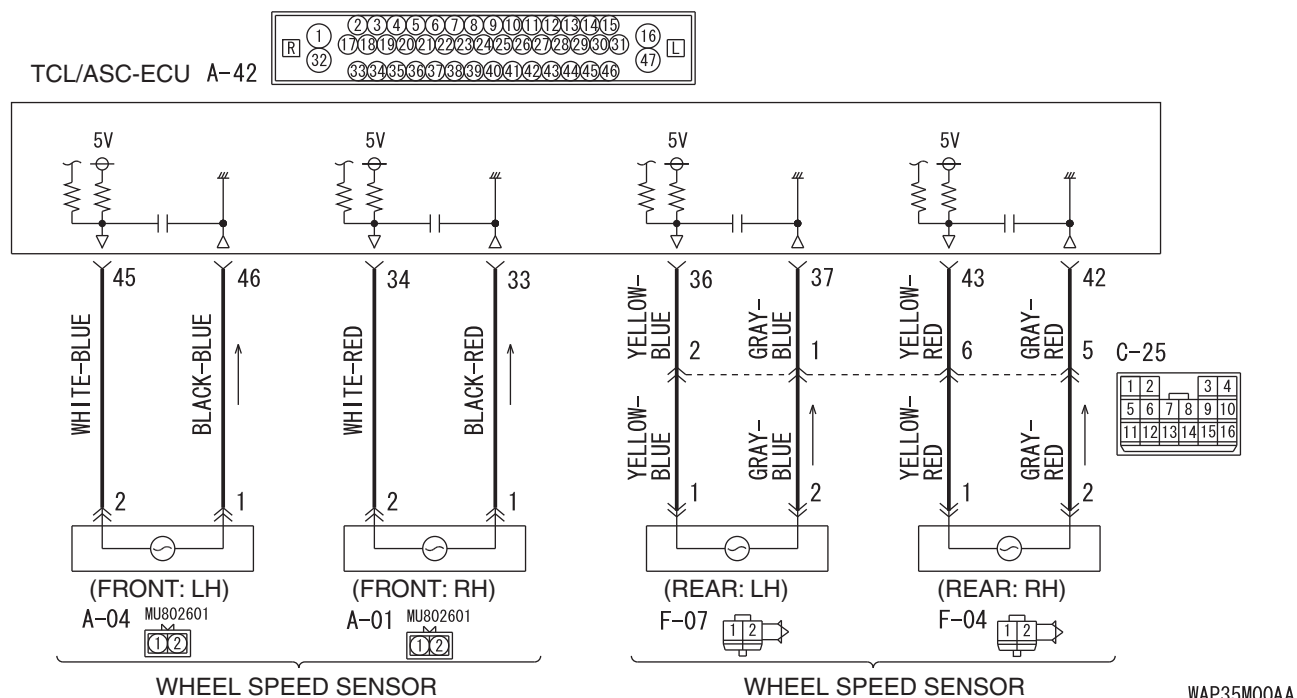 ② ③ ④ ⑤ ⑥ ⑦ ⑧ ⑨ ⑩ ⑪ ⑫ ⑬ ⑭ ⑮
R ① ⑯ L
⑰ ⑱ ⑲ ⑳ ㉑ ㉒ ㉓ ㉔ ㉕ ㉖ ㉗ ㉘ ㉙ ㉚ ㉛
㉜ ㊼
㉝ ㉞ ㉟ ㊱ ㊲ ㊳ ㊴ ㊵ ㊶ ㊷ ㊸ ㊹ ㊺ ㊻
TCL/ASC-ECU A-42
5V 5V 5V 5V
45 46 34 33 36 37 43 42
WHITE-BLUE
BLACK-BLUE
WHITE-RED
BLACK-RED
YELLOW-
BLUE
GRAY-
BLUE
YELLOW-
RED
GRAY-
RED
2 1 6 5
C-25
1 2 3 4
5 6 7 8 9 10
11 12 13 14 15 16
YELLOW-
BLUE
GRAY-
BLUE
YELLOW-
RED
GRAY-
RED
2 1 2 1 1 2 1 2
(FRONT: LH) (FRONT: RH) (REAR: LH) (REAR: RH)
A-04 MU802601
① ②
A-01 MU802601
① ②
F-07
1 2
F-04
1 2
WHEEL SPEED SENSOR WHEEL SPEED SENSOR
WAP35M00AA